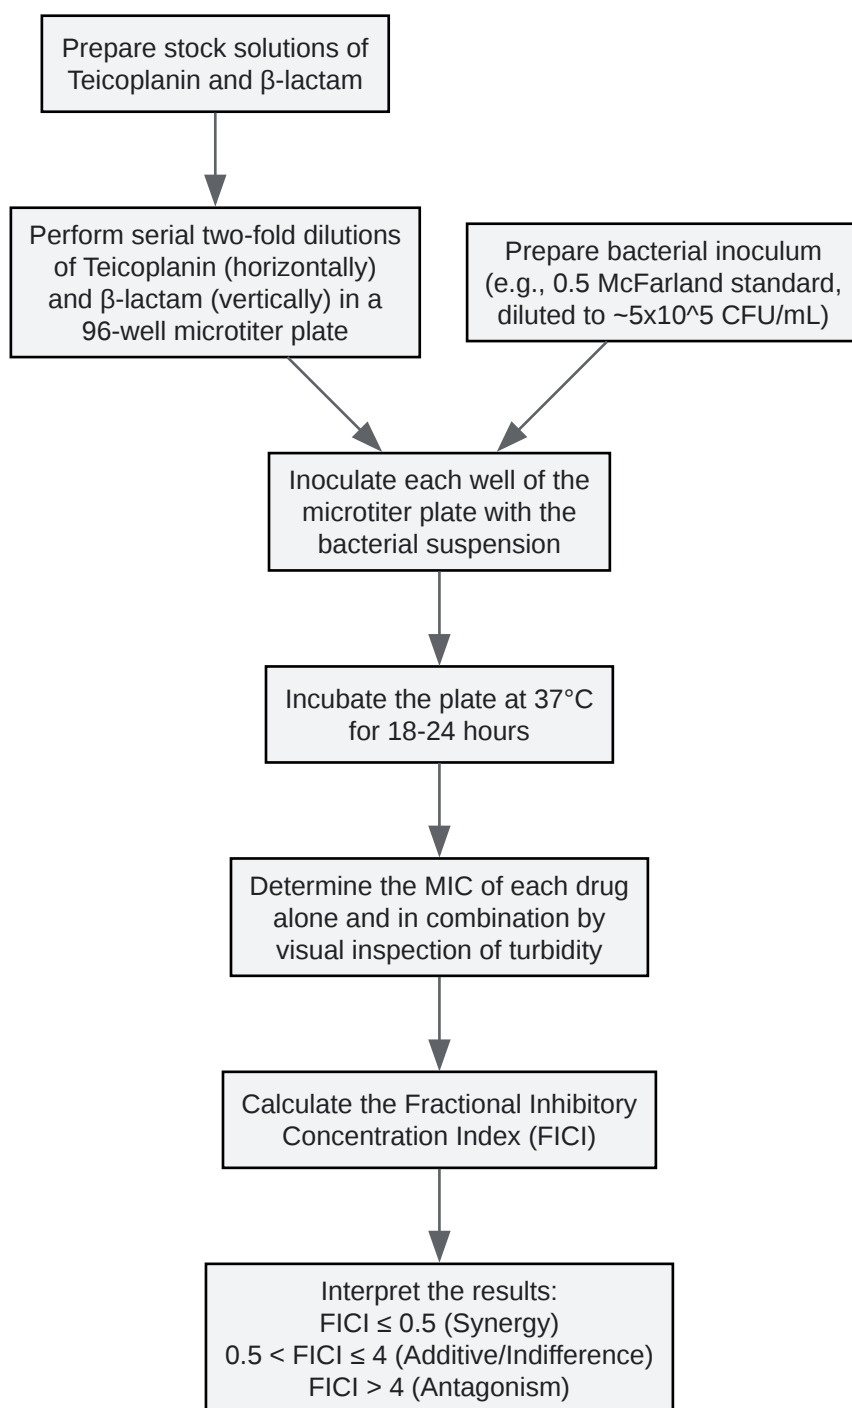 Prepare stock solutions of
Teicoplanin and β-lactam
Perform serial two-fold dilutions
of Teicoplanin (horizontally)
and β-lactam (vertically) in a
96-well microtiter plate
Prepare bacterial inoculum
(e.g., 0.5 McFarland standard,
diluted to ~5x10^5 CFU/mL)
Inoculate each well of the
microtiter plate with the
bacterial suspension
Incubate the plate at 37°C
for 18-24 hours
Determine the MIC of each drug
alone and in combination by
visual inspection of turbidity
Calculate the Fractional Inhibitory
Concentration Index (FICI)
Interpret the results:
FICI ≤ 0.5 (Synergy)
0.5 < FICI ≤ 4 (Additive/Indifference)
FICI > 4 (Antagonism)